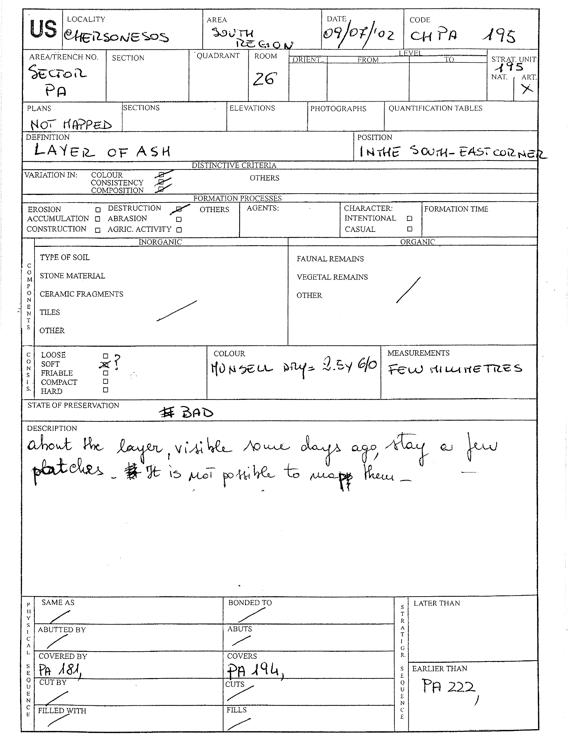 US
LOCALITY
CHERSONESOS
AREA
SOUTH
REGION
DATE
09/07/'02
CODE
CHPA 195
AREA/TRENCH NO.
SECTOR
PA
SECTION
QUADRANT
ROOM
26
LEVEL
ORIENT. FROM TO
STRAT. UNIT
195
NAT. ART.
X
PLANS
NOT MAPPED
SECTIONS
ELEVATIONS
PHOTOGRAPHS
QUANTIFICATION TABLES
DEFINITION
LAYER OF ASH
POSITION
IN THE SOUTH-EAST CORNER
DISTINCTIVE CRITERIA
VARIATION IN: COLOUR
CONSISTENCY
COMPOSITION
OTHERS
FORMATION PROCESSES
EROSION DESTRUCTION OTHERS
ACCUMULATION ABRASION
CONSTRUCTION AGRIC. ACTIVITY
AGENTS:
CHARACTER:
INTENTIONAL
CASUAL
FORMATION TIME
COMPONENTS
INORGANIC
TYPE OF SOIL
STONE MATERIAL
CERAMIC FRAGMENTS
TILES
OTHER
ORGANIC
FAUNAL REMAINS
VEGETAL REMAINS
OTHER
CONSIS.
LOOSE
SOFT ?
FRIABLE
COMPACT
HARD
COLOUR
MUNSELL DRY= 2.5Y 6/0
MEASUREMENTS
FEW MILLIMETRES
STATE OF PRESERVATION
BAD
DESCRIPTION
about the layer, visible some days ago, stay a few
platches. It is not possible to mapp them -
PHYSICAL SEQUENCE
SAME AS
BONDED TO
ABUTTED BY
ABUTS
COVERED BY
PA 181,
COVERS
PA 194,
CUT BY
CUTS
FILLED WITH
FILLS
STRATIGR. SEQUENCE
LATER THAN
EARLIER THAN
PA 222,